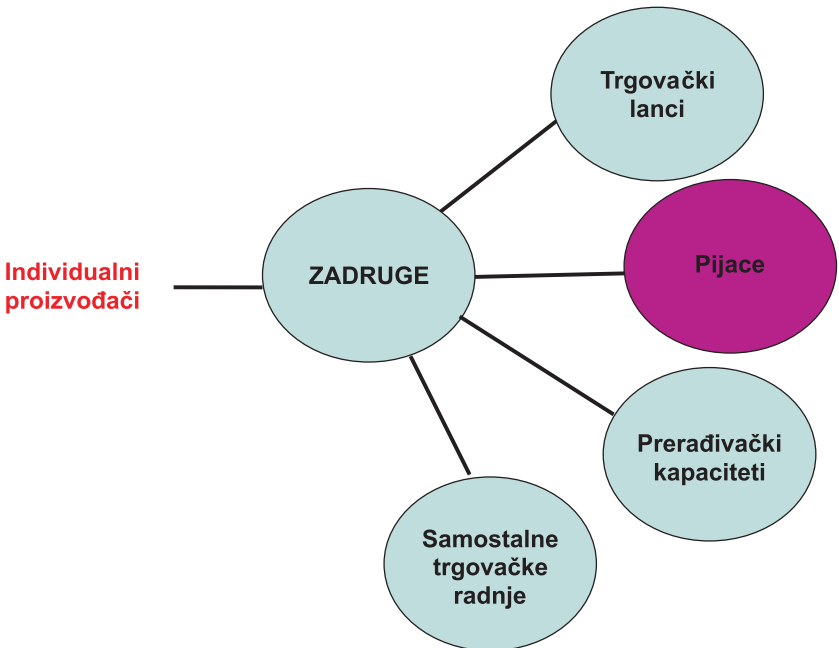 Individualni
proizvođači
ZADRUGE
Trgovački
lanci
Pijace
Prerađivački
kapaciteti
Samostalne
trgovačke
radnje